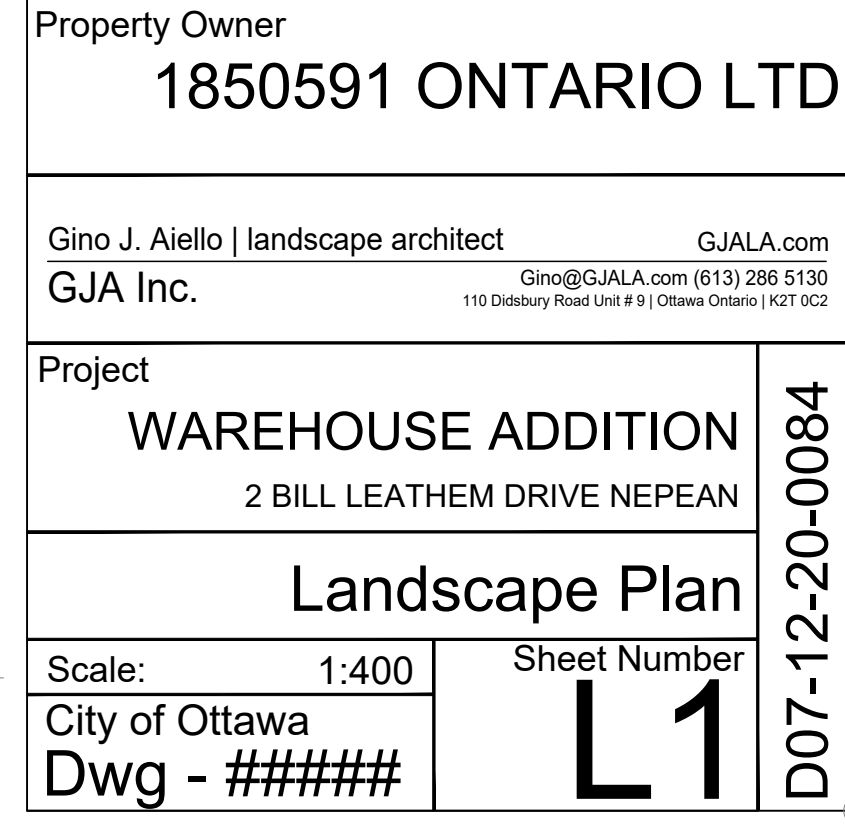 Property Owner
1850591 ONTARIO LTD
Gino J. Aiello | landscape architect
GJALA.com
GJA Inc.
Gino@GJALA.com (613) 286 5130
110 Didsbury Road Unit # 9 | Ottawa Ontario | K2T 0C2
Project
WAREHOUSE ADDITION
2 BILL LEATHEM DRIVE NEPEAN
Landscape Plan
Scale: 1:400
City of Ottawa
Dwg - #####
Sheet Number
L1
D07-12-20-0084